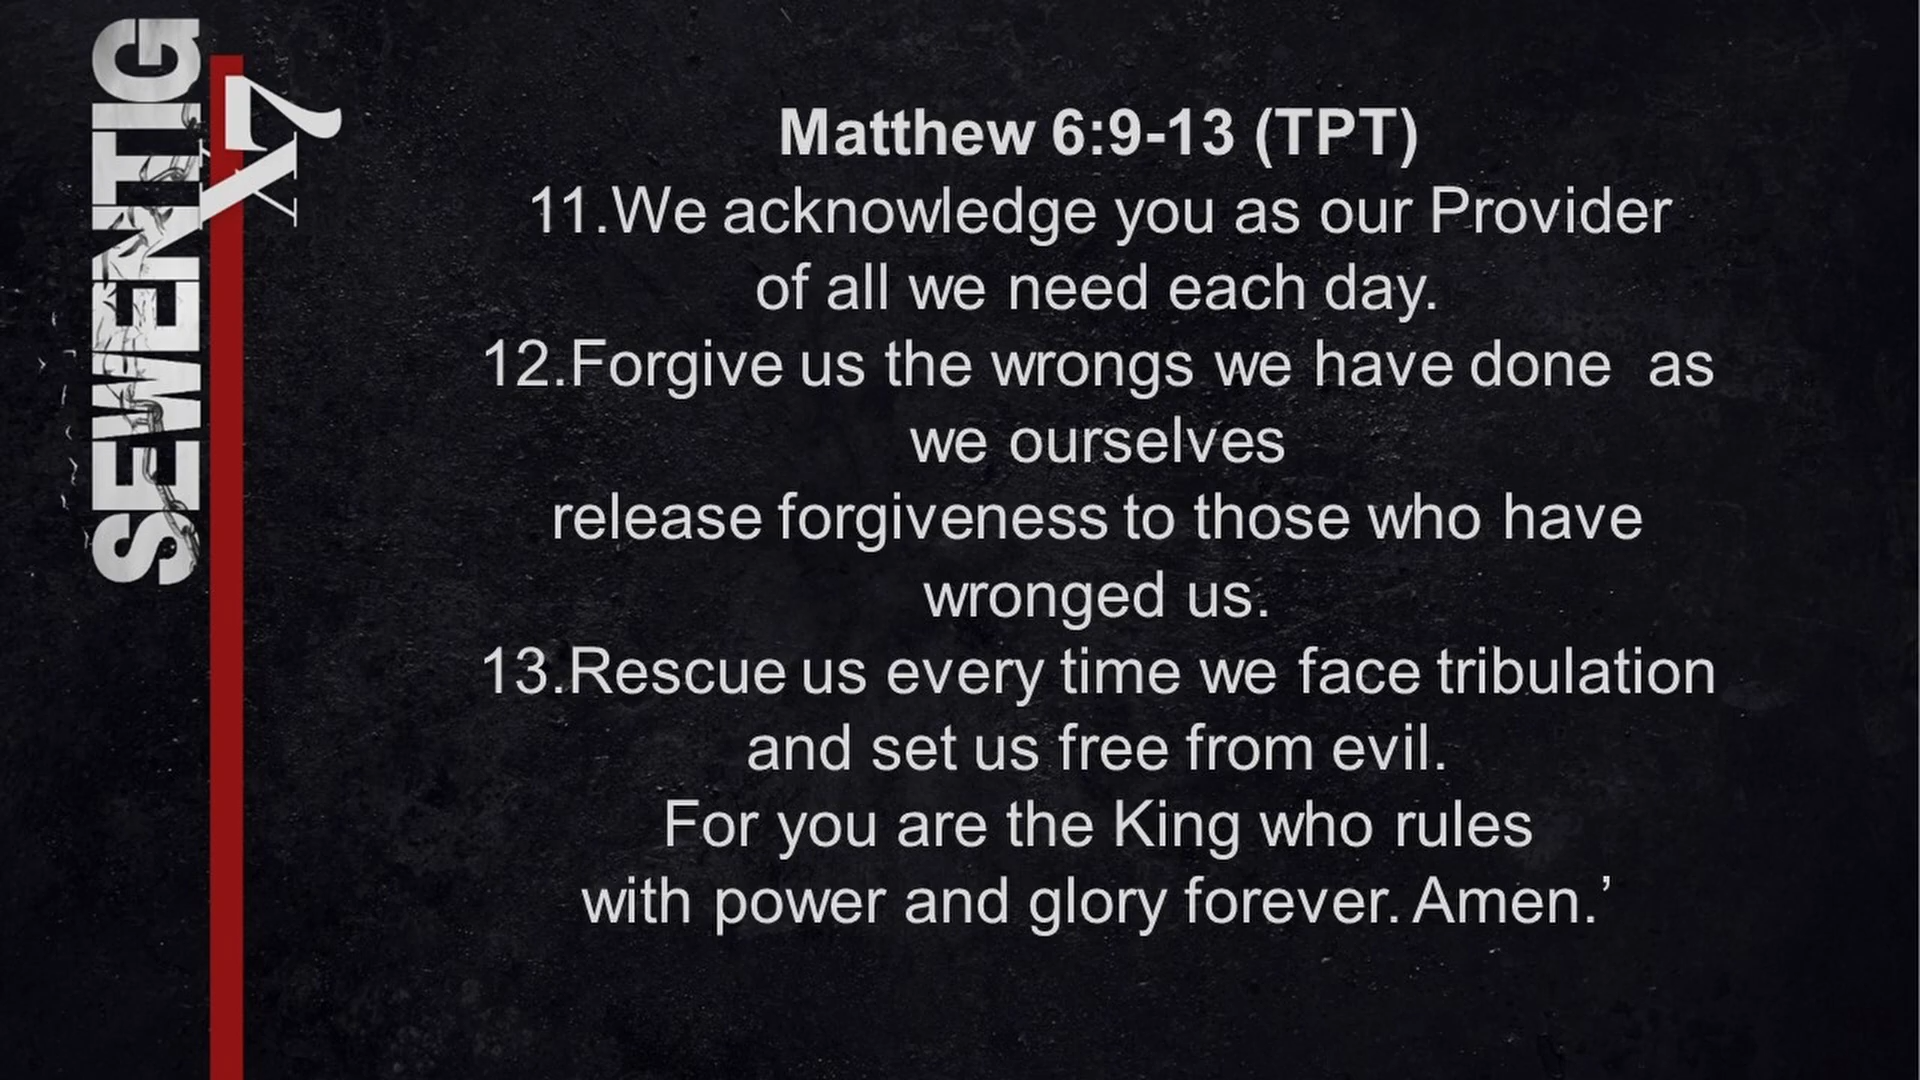 SEWENTIG
X7
Matthew 6:9-13 (TPT)
11.We acknowledge you as our Provider
of all we need each day.
12.Forgive us the wrongs we have done  as
we ourselves
release forgiveness to those who have
wronged us.
13.Rescue us every time we face tribulation
and set us free from evil.
For you are the King who rules
with power and glory forever. Amen.’